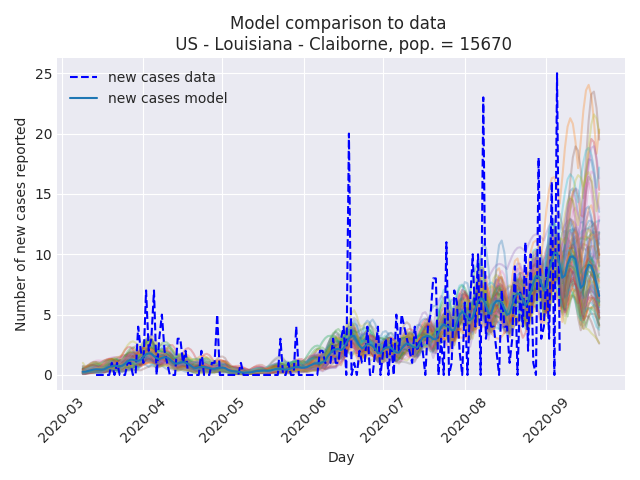 Model comparison to data
US - Louisiana - Claiborne, pop. = 15670
new cases data
new cases model
Number of new cases reported
25
20
15
10
5
0
2020-03
2020-04
2020-05
2020-06
2020-07
2020-08
2020-09
Day